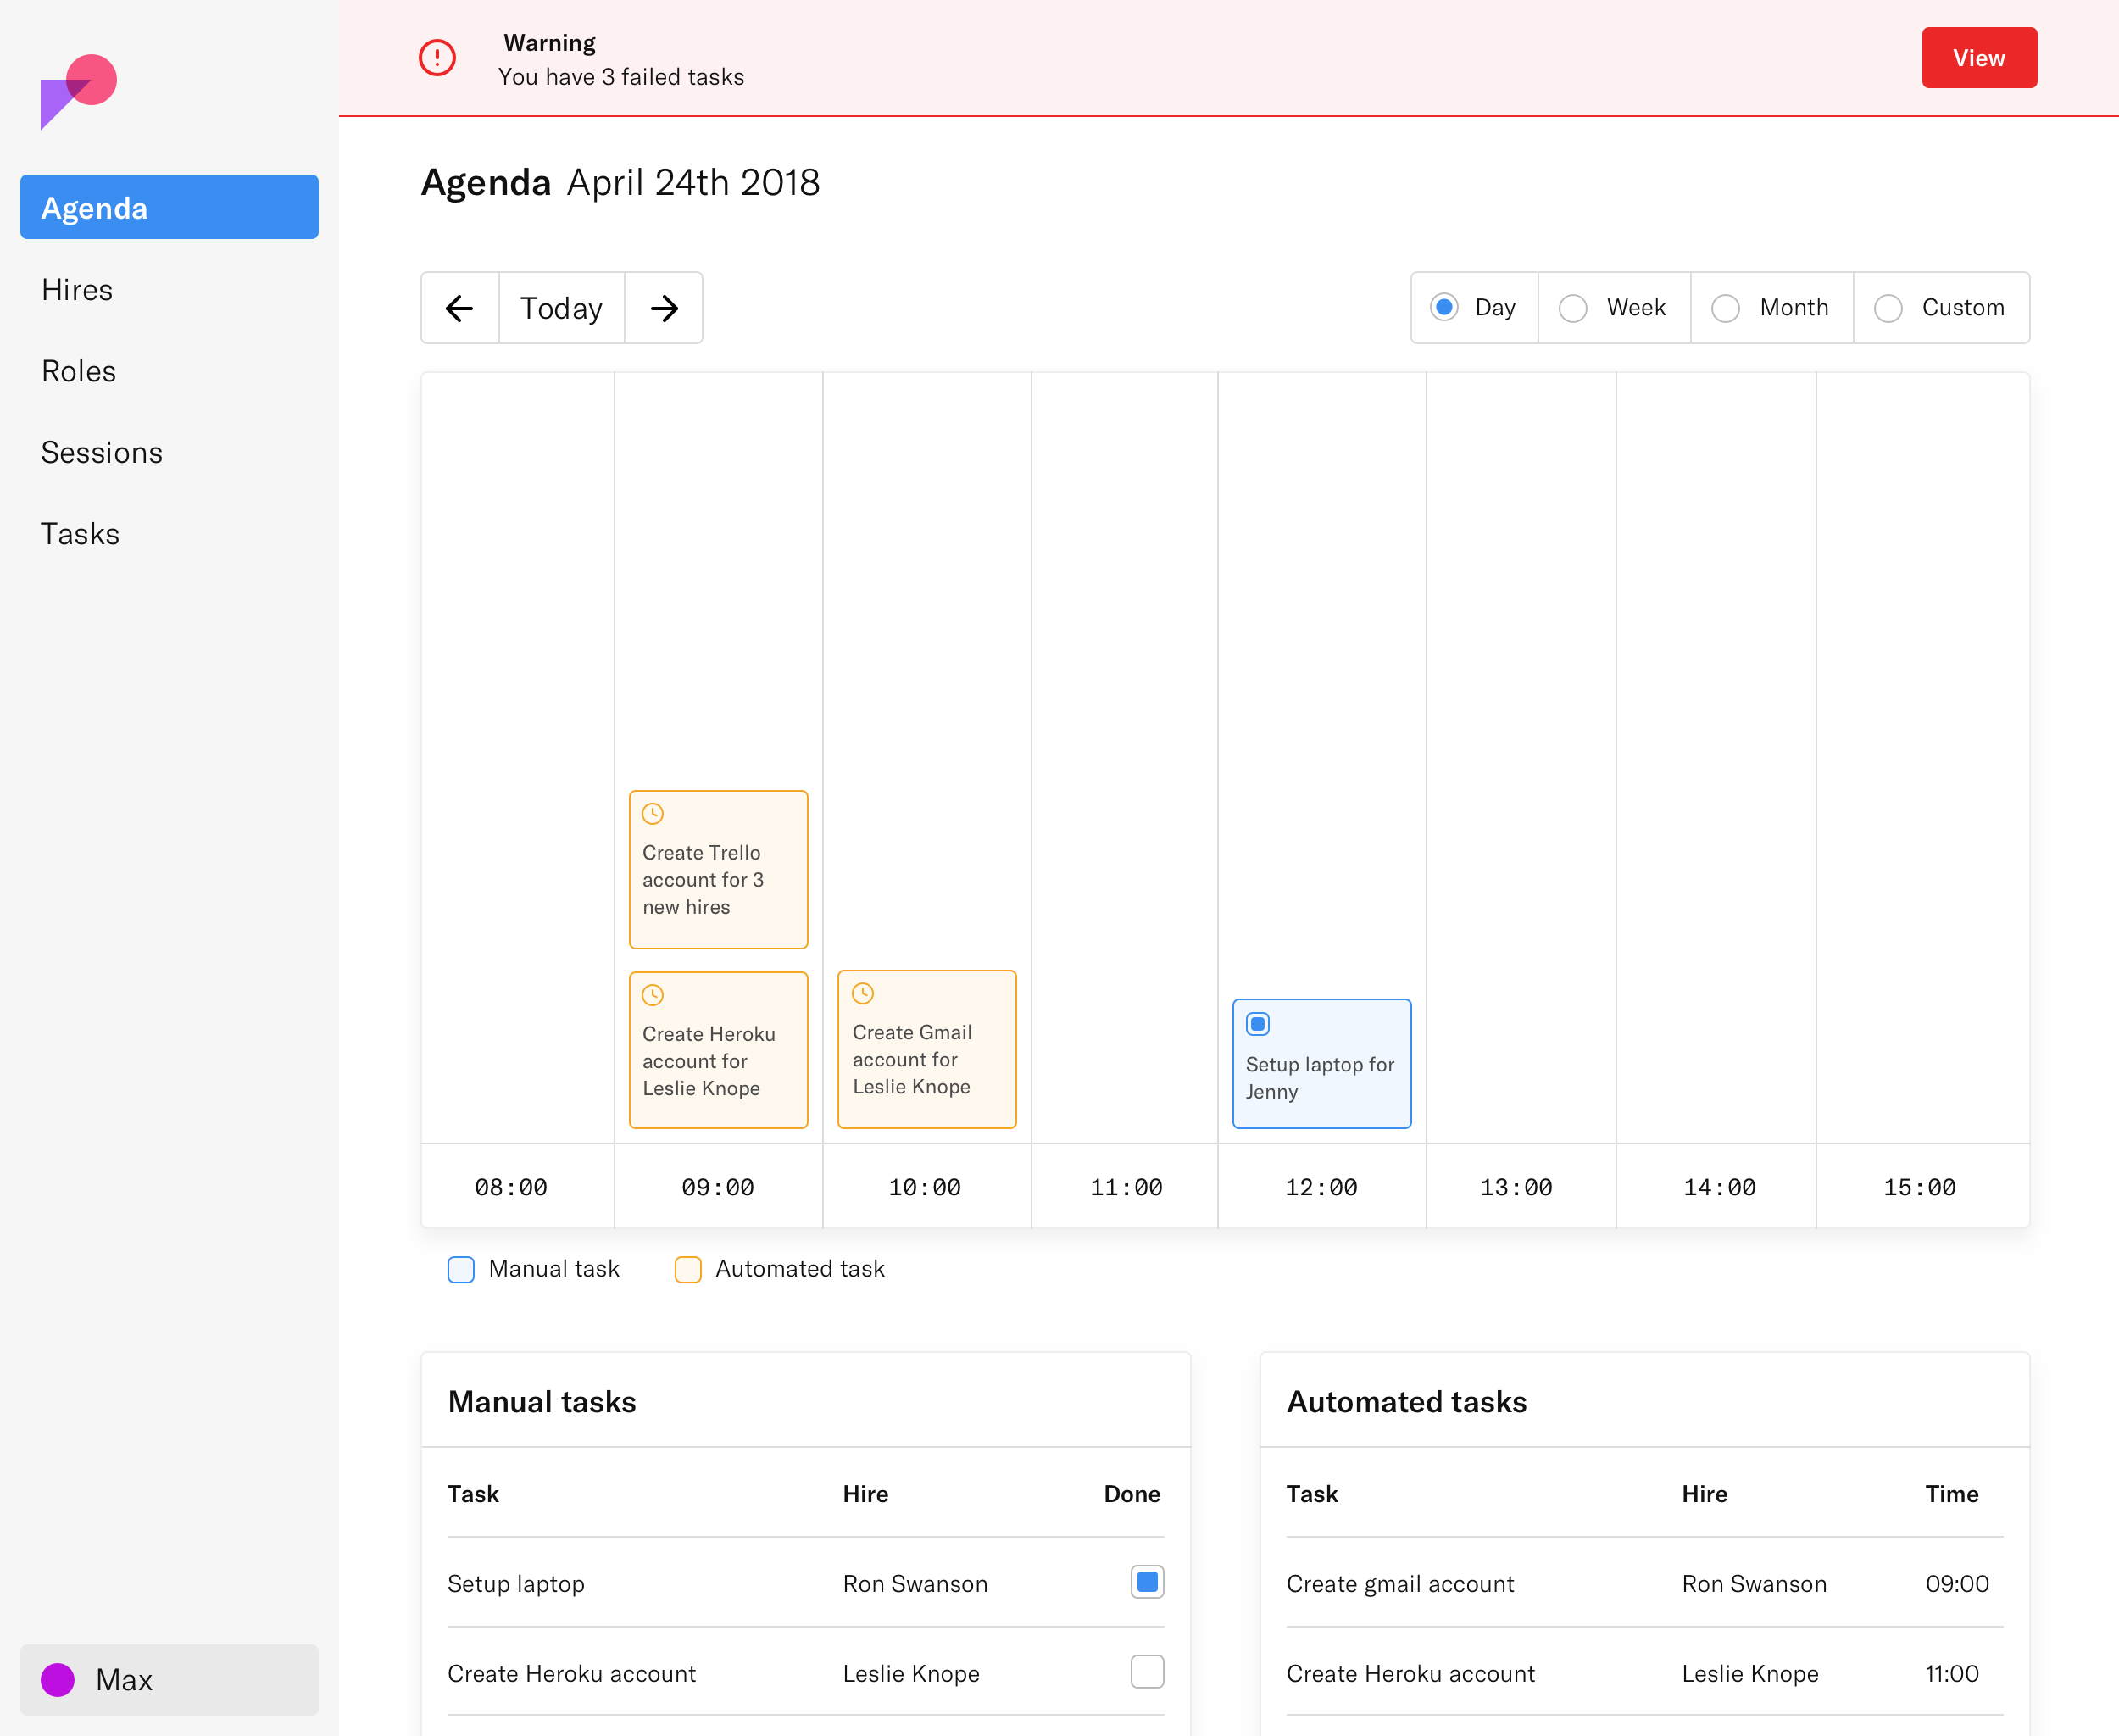 Warning
You have 3 failed tasks
View
Agenda
Hires
Roles
Sessions
Tasks
Max
Agenda April 24th 2018
Today
Day
Week
Month
Custom
Create Trello
account for 3
new hires
Create Heroku
account for
Leslie Knope
Create Gmail
account for
Leslie Knope
Setup laptop for
Jenny
08:00
09:00
10:00
11:00
12:00
13:00
14:00
15:00
Manual task
Automated task
Manual tasks
Task Hire Done
Setup laptop Ron Swanson
Create Heroku account Leslie Knope
Automated tasks
Task Hire Time
Create gmail account Ron Swanson 09:00
Create Heroku account Leslie Knope 11:00